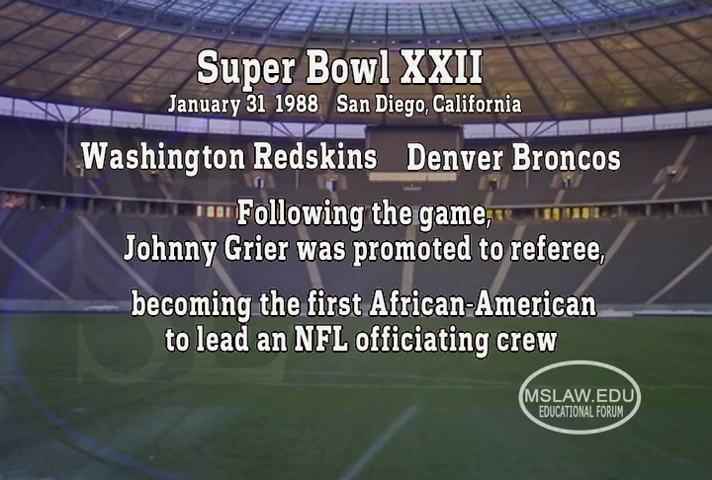 Super Bowl XXII
January 31 1988 San Diego, California
Washington Redskins Denver Broncos
Following the game,
Johnny Grier was promoted to referee,
becoming the first African-American
to lead an NFL officiating crew
MSLAW.EDU
EDUCATIONAL FORUM